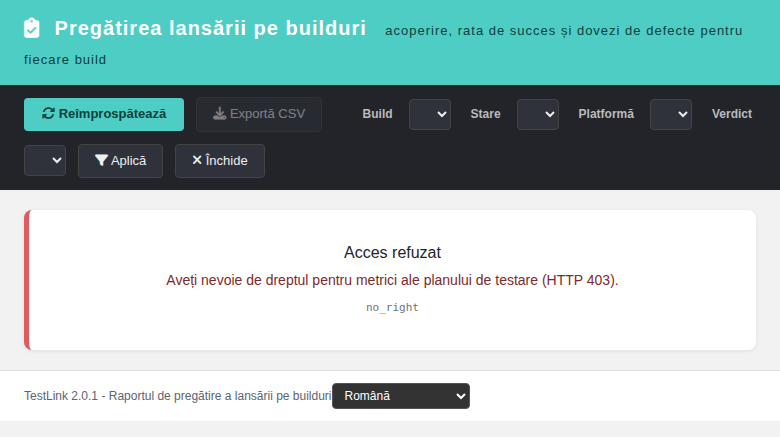 Pregătirea lansării pe builduri acoperire, rata de succes și dovezi de defecte pentru
fiecare build
Reîmprospătează Exportă CSV Build Stare Platformă Verdict
Aplică Închide
Acces refuzat
Aveți nevoie de dreptul pentru metrici ale planului de testare (HTTP 403).
no_right
TestLink 2.0.1 - Raportul de pregătire a lansării pe builduri Română